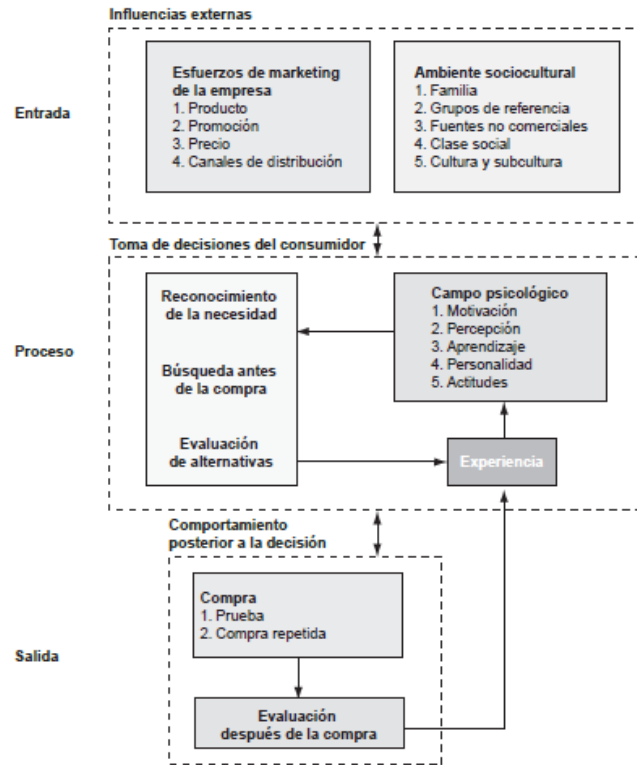 Influencias externas
Entrada
Esfuerzos de marketing
de la empresa
1. Producto
2. Promoción
3. Precio
4. Canales de distribución
Ambiente sociocultural
1. Familia
2. Grupos de referencia
3. Fuentes no comerciales
4. Clase social
5. Cultura y subcultura
Toma de decisiones del consumidor
Proceso
Reconocimiento
de la necesidad
Búsqueda antes
de la compra
Evaluación
de alternativas
Campo psicológico
1. Motivación
2. Percepción
3. Aprendizaje
4. Personalidad
5. Actitudes
Experiencia
Comportamiento
posterior a la decisión
Salida
Compra
1. Prueba
2. Compra repetida
Evaluación
después de la compra